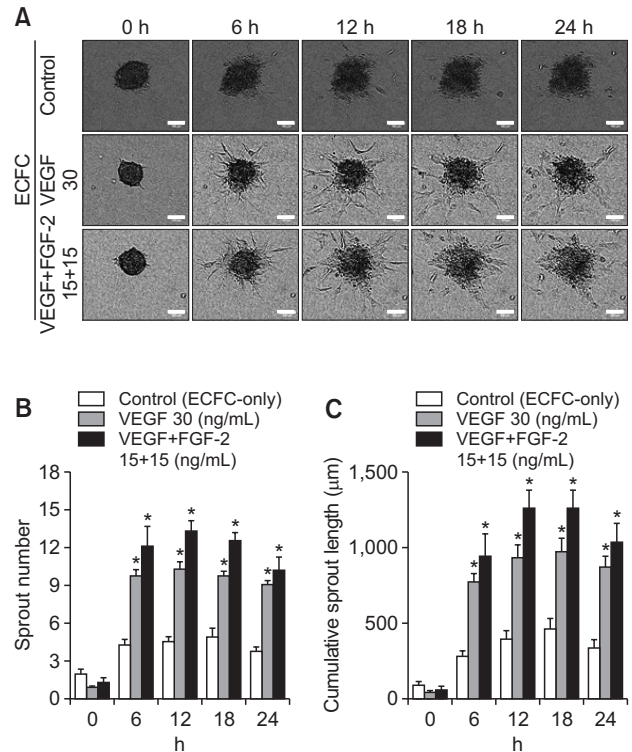 A
0 h 6 h 12 h 18 h 24 h
ECFC
Control
VEGF 30
VEGF+FGF-2 15+15
B
Control (ECFC-only)
VEGF 30 (ng/mL)
VEGF+FGF-2
15+15 (ng/mL)
Sprout number
18
15
12
9
6
3
0
* * * * * * * *
0 6 12 18 24
h
C
Control (ECFC-only)
VEGF 30 (ng/mL)
VEGF+FGF-2
15+15 (ng/mL)
Cumulative sprout length (μm)
1,500
1,000
500
0
* * * * * * * *
0 6 12 18 24
h